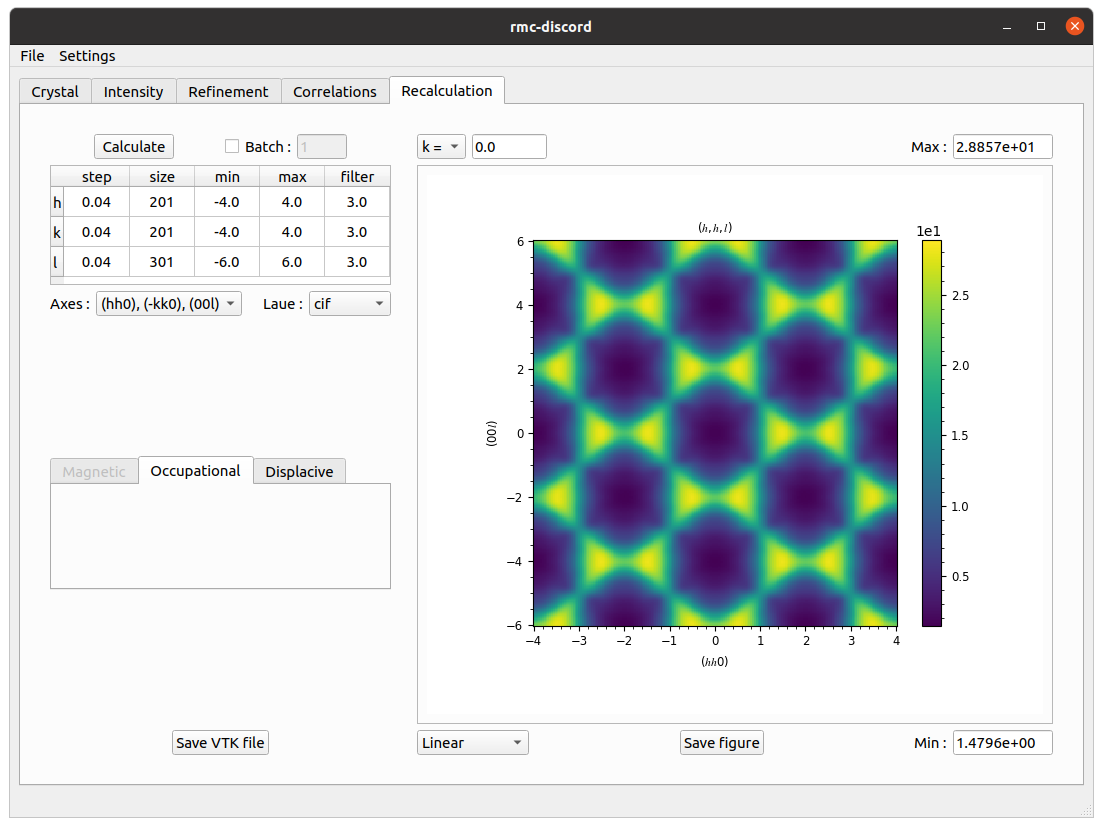 rmc-discord
File Settings
Crystal Intensity Refinement Correlations Recalculation
Calculate Batch : 1 k = 0.0 Max : 2.8857e+01
step size min max filter
h 0.04 201 -4.0 4.0 3.0
k 0.04 201 -4.0 4.0 3.0
l 0.04 301 -6.0 6.0 3.0
Axes : (hh0), (-kk0), (00l) Laue : cif
(h, h, l)
1e1
6
4
2
0
−2
−4
−6
(00l)
−4 −3 −2 −1 0 1 2 3 4
(hh0)
2.5
2.0
1.5
1.0
0.5
Magnetic Occupational Displacive
Save VTK file Linear Save figure Min : 1.4796e+00